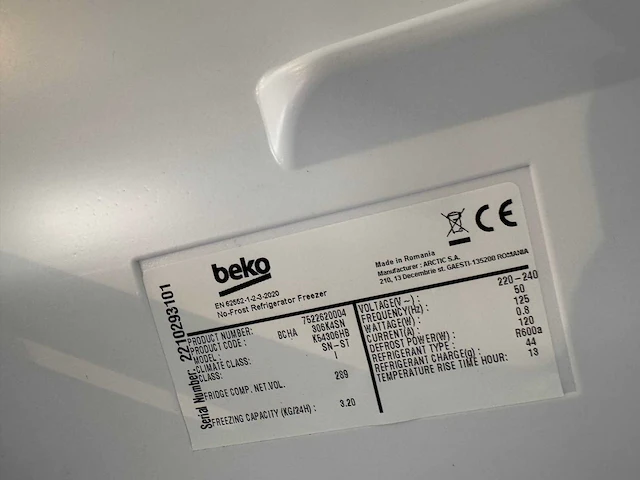 beko
EN 62552-1-2-3-2020
No-Frost Refrigerator Freezer
Made in Romania
Manufacturer : ARCTIC S.A.
210, 13 Decembrie st. GAESTI-135200 ROMANIA
CE
Serial Number: 2210293101
PRODUCT NUMBER: 7522620004
PRODUCT CODE : BCHA 306K4SN
MODEL : K64306HB
CLIMATE CLASS: SN-ST
CLASS: I
FRIDGE COMP. NET.VOL. 209
FREEZING CAPACITY (KG/24H) : 3.20
VOLTAGE(V~): 220-240
FREQUENCY(Hz): 50
WATTAGE(W): 125
CURRENT(A): 0.8
DEFROST POWER(W) : 120
REFRIGERANT TYPE: R600a
REFRIGERANT CHARGE(g): 44
TEMPERATURE RISE TIME HOUR: 13